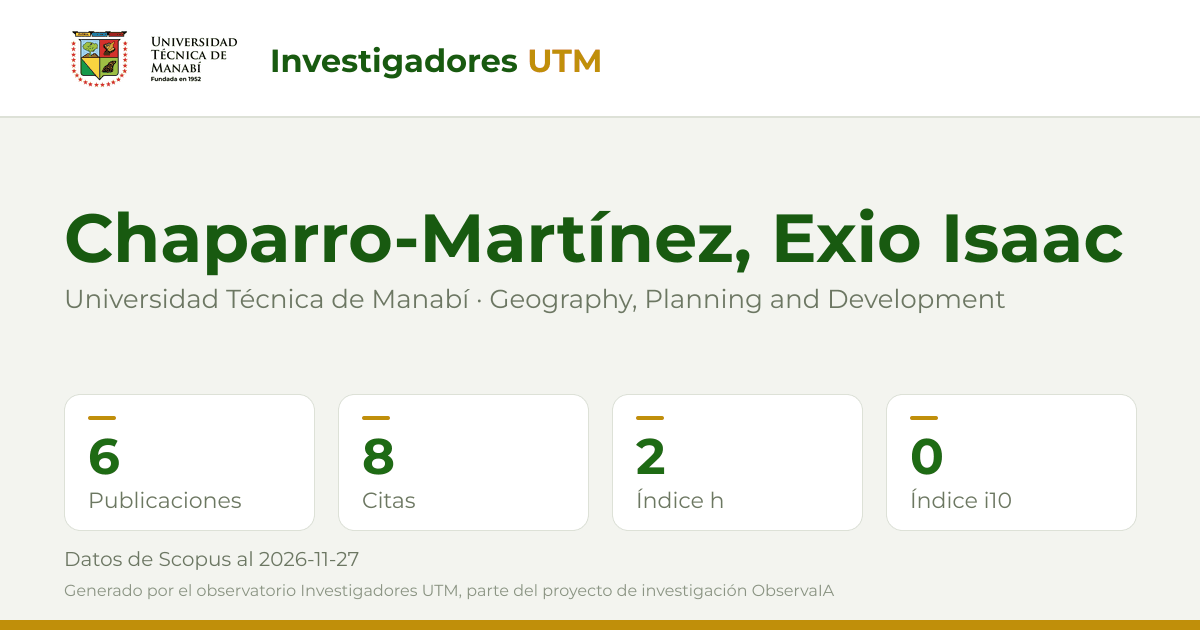 UNIVERSIDAD
TÉCNICA DE
MANABÍ
Fundada en 1952
Investigadores UTM
Chaparro-Martínez, Exio Isaac
Universidad Técnica de Manabí · Geography, Planning and Development
6
Publicaciones
8
Citas
2
Índice h
0
Índice i10
Datos de Scopus al 2026-11-27
Generado por el observatorio Investigadores UTM, parte del proyecto de investigación ObservaIA